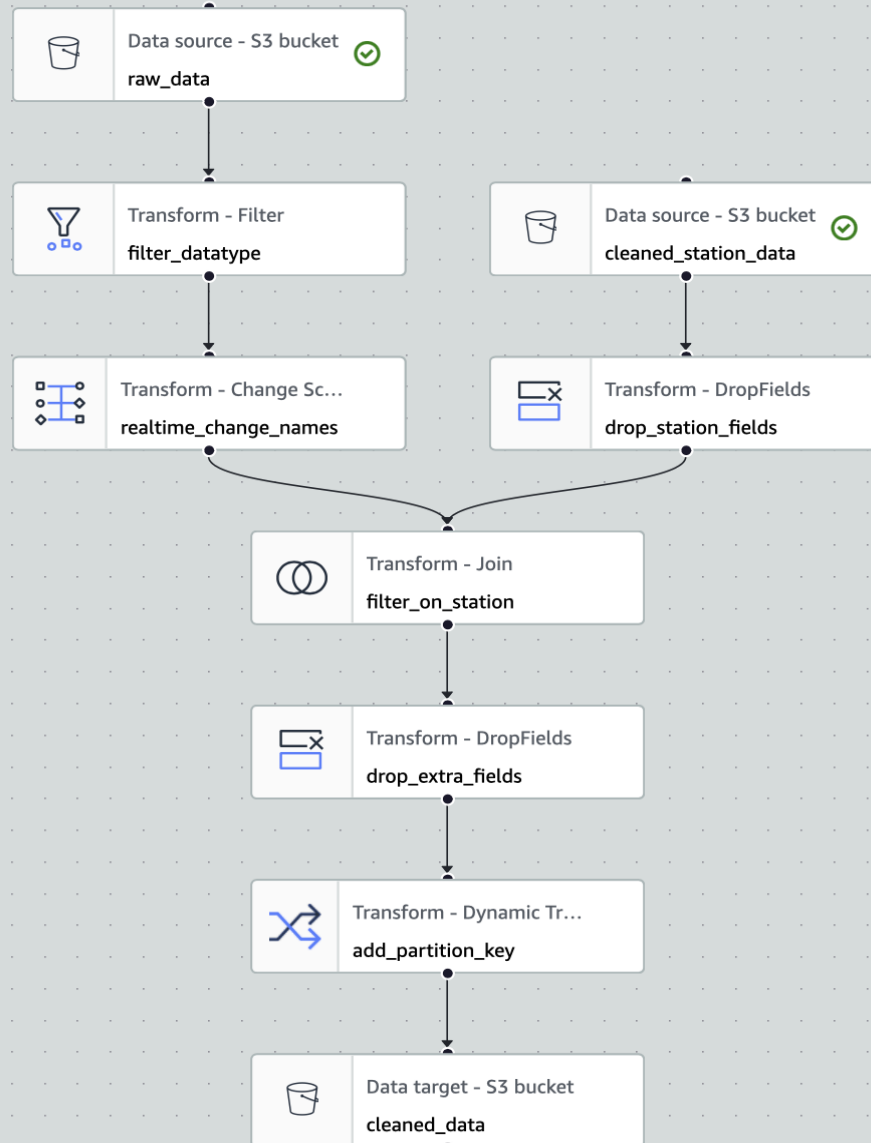 Data source - S3 bucket
raw_data
Transform - Filter
filter_datatype
Data source - S3 bucket
cleaned_station_data
Transform - Change Sc...
realtime_change_names
Transform - DropFields
drop_station_fields
Transform - Join
filter_on_station
Transform - DropFields
drop_extra_fields
Transform - Dynamic Tr...
add_partition_key
Data target - S3 bucket
cleaned_data